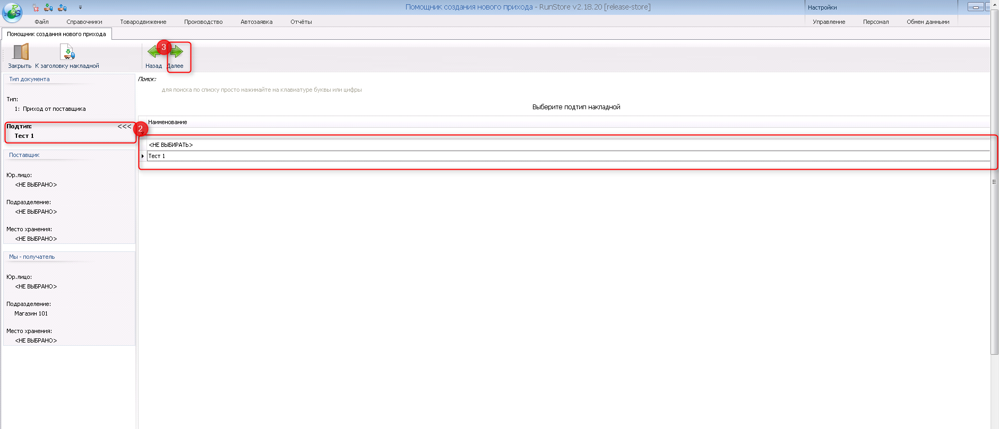 Помощник создания нового прихода - RunStore v2.18.20 [release-store]
Настройки
Файл Справочники Товародвижение Производство Автозаявка Отчёты Управление Персонал Обмен данными
Помощник создания нового прихода
3
Закрыть К заголовку накладной Назад Далее
Тип документа
Тип:
1: Приход от поставщика
Подтип: <<<
Тест 1
2
Поставщик
Юр.лицо:
<НЕ ВЫБРАНО>
Подразделение:
<НЕ ВЫБРАНО>
Место хранения:
<НЕ ВЫБРАНО>
Мы - получатель
Юр.лицо:
<НЕ ВЫБРАНО>
Подразделение:
Магазин 101
Место хранения:
<НЕ ВЫБРАНО>
Поиск:
для поиска по списку просто нажимайте на клавиатуре буквы или цифры
Выберите подтип накладной
Наименование
<НЕ ВЫБИРАТЬ>
Тест 1